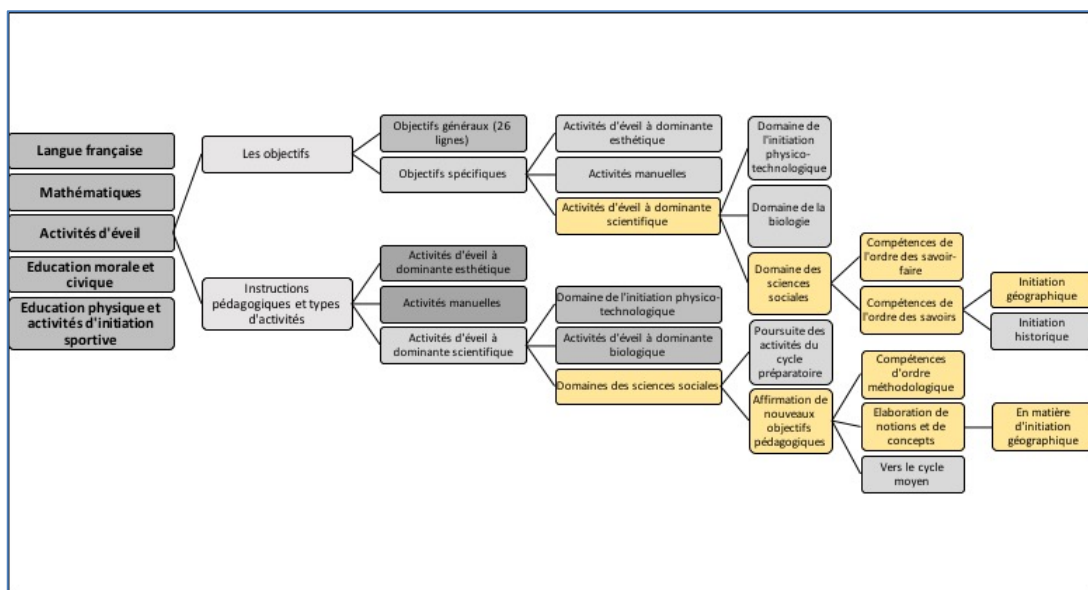 Langue française
Mathématiques
Activités d'éveil
Education morale et
civique
Education physique et
activités d'initiation
sportive
Les objectifs
Instructions
pédagogiques et types
d'activités
Objectifs généraux (26
lignes)
Objectifs spécifiques
Activités d'éveil à
dominante esthétique
Activités manuelles
Activités d'éveil à
dominante scientifique
Activités d'éveil à dominante
esthétique
Activités manuelles
Activités d'éveil à dominante
scientifique
Domaine de l'initiation physico-
technologique
Activités d'éveil à dominante
biologique
Domaines des sciences sociales
Domaine de
l'initiation
physico-
technologique
Domaine de la
biologie
Domaine des
sciences
sociales
Poursuite des
activités du
cycle
préparatoire
Affirmation de
nouveaux
objectifs
pédagogiques
Compétences de
l'ordre des savoir-
faire
Compétences de
l'ordre des savoirs
Compétences
d'ordre
méthodologique
Elaboration de
notions et de
concepts
Vers le cycle
moyen
Initiation
géographique
Initiation
historique
En matière
d'initiation
géographique